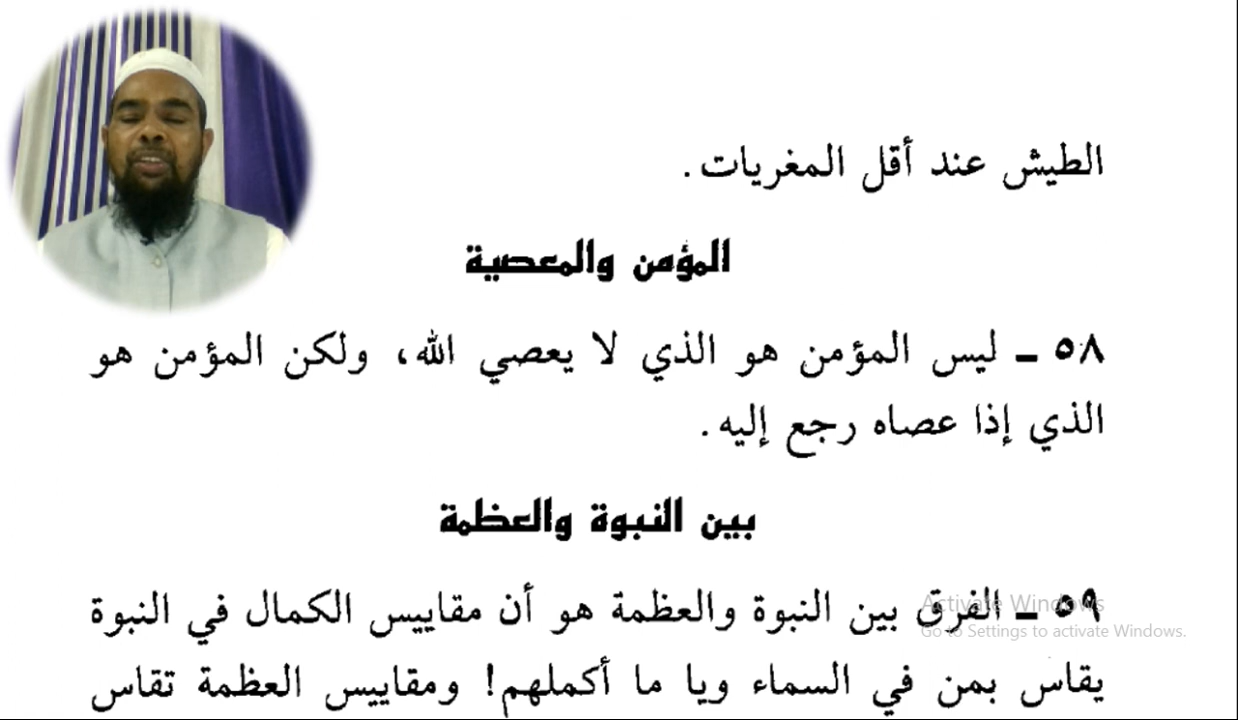 الطيش عند أقل المغريات.
المؤمن والمعصية
٥٨ ـ ليس المؤمن هو الذي لا يعصي الله، ولكن المؤمن هو
الذي إذا عصاه رجع إليه.
بين النبوة والعظمة
٥٩ ـ الفرق بين النبوة والعظمة هو أن مقاييس الكمال في النبوة
يقاس بمن في السماء ويا ما أكملهم! ومقاييس العظمة تقاس
Activate Windows
Go to Settings to activate Windows.